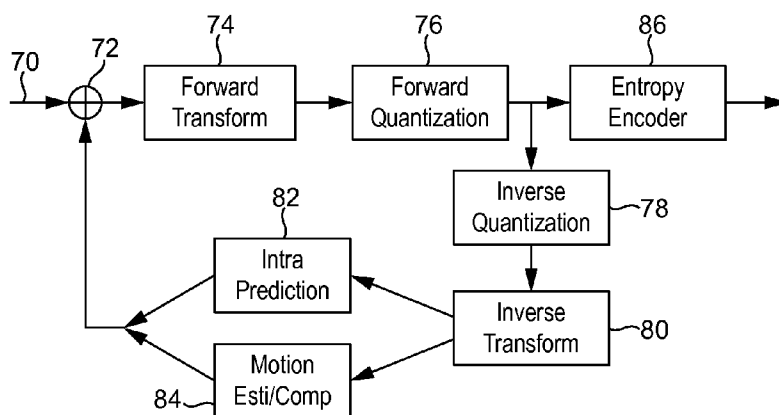 70
72
74
76
86
Forward
Transform
Forward
Quantization
Entropy
Encoder
82
Inverse
Quantization
78
Intra
Prediction
Inverse
Transform
80
Motion
Esti/Comp
84